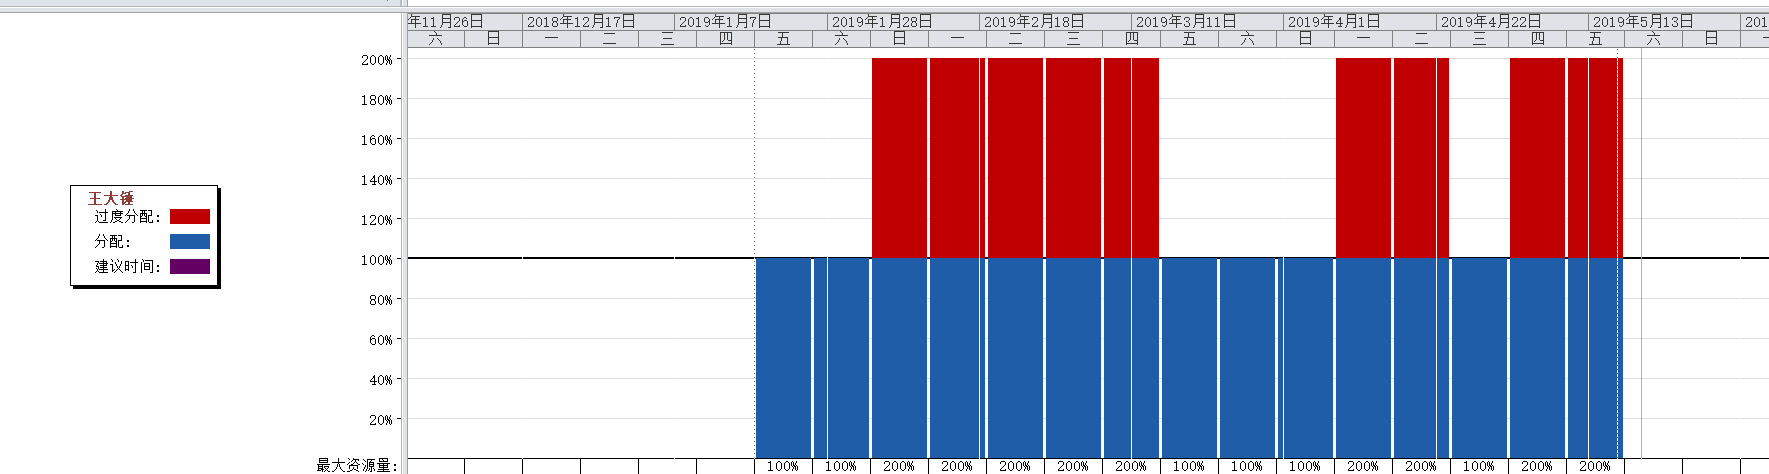 年11月26日 2018年12月17日 2019年1月7日 2019年1月28日 2019年2月18日 2019年3月11日 2019年4月1日 2019年4月22日 2019年5月13日 201
六 日 一 二 三 四 五 六 日 一 二 三 四 五 六 日 一 二 三 四 五 六 日
200%
180%
160%
140%
120%
100%
80%
60%
40%
20%
王大锤
过度分配:
分配:
建议时间:
最大资源量: 100% 100% 200% 200% 200% 200% 200% 100% 100% 100% 200% 200% 100% 200% 200%